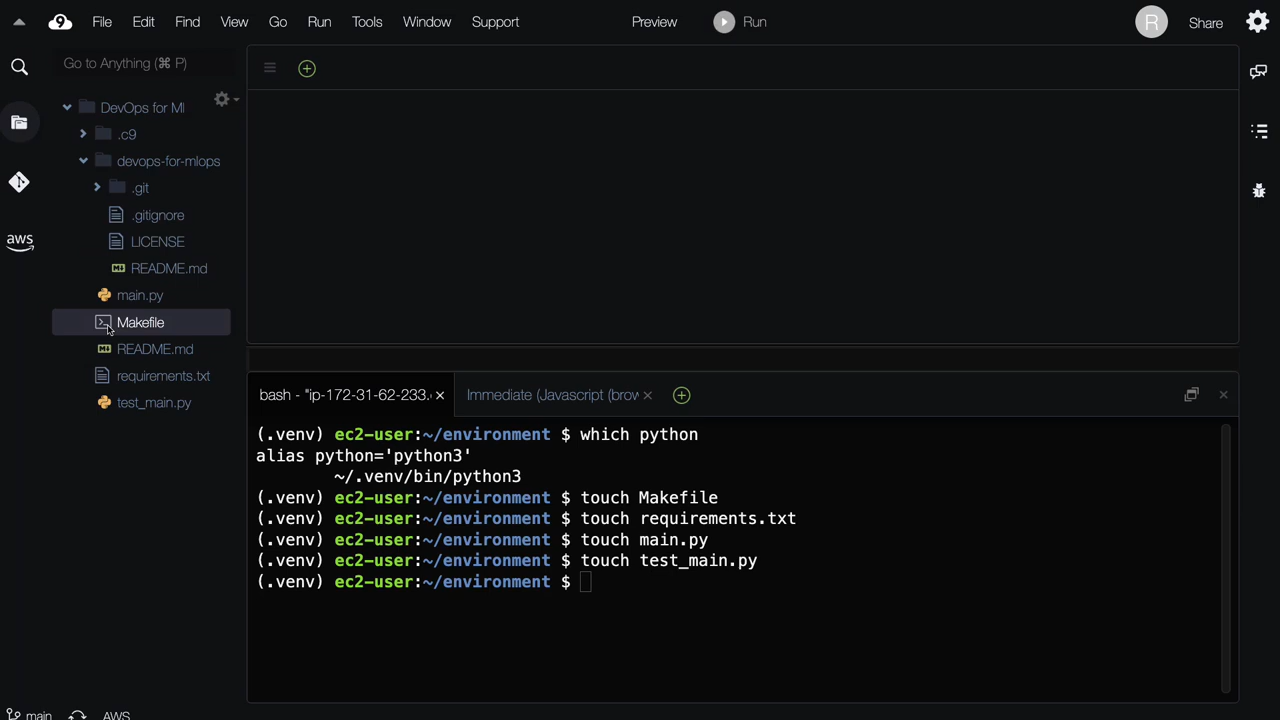 File Edit Find View Go Run Tools Window Support Preview Run R Share
Go to Anything (⌘ P)
DevOps for Ml
.c9
devops-for-mlops
.git
.gitignore
LICENSE
README.md
main.py
Makefile
README.md
requirements.txt
test_main.py
aws
bash - "ip-172-31-62-233. × Immediate (Javascript (brow ×
(.venv) ec2-user:~/environment $ which python
alias python='python3'
~/.venv/bin/python3
(.venv) ec2-user:~/environment $ touch Makefile
(.venv) ec2-user:~/environment $ touch requirements.txt
(.venv) ec2-user:~/environment $ touch main.py
(.venv) ec2-user:~/environment $ touch test_main.py
(.venv) ec2-user:~/environment $
main AWS